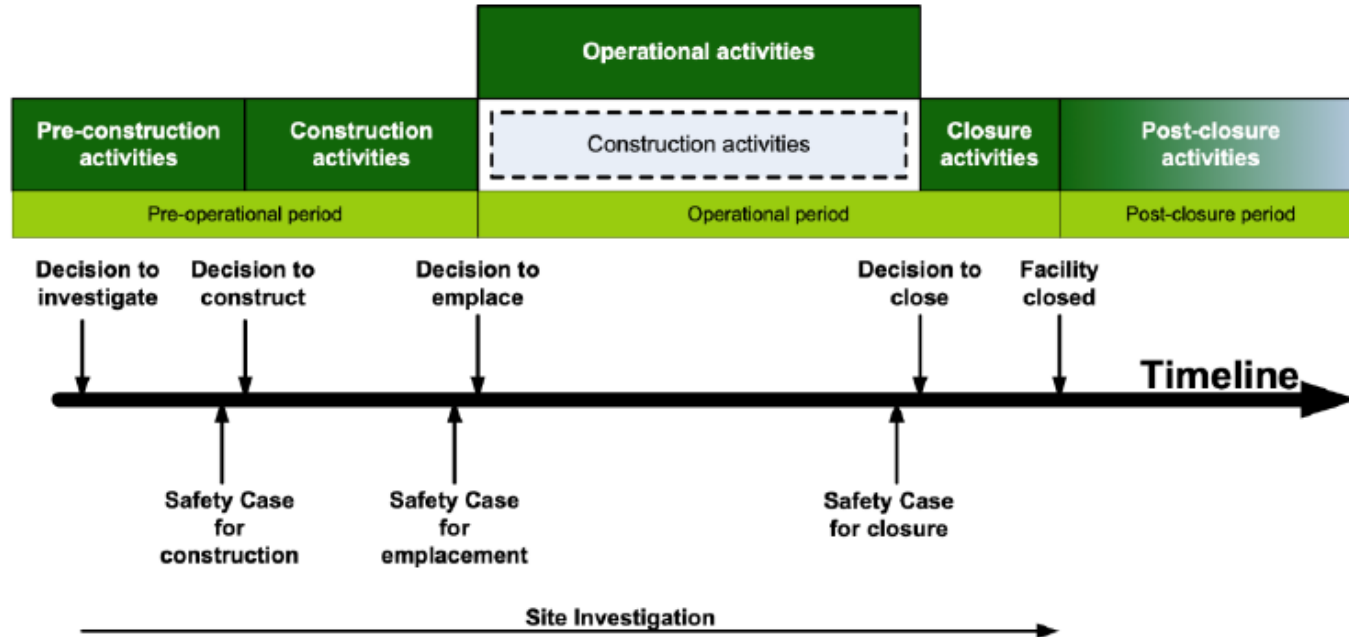 Operational activities
Pre-construction
activities
Construction
activities
Construction activities
Closure
activities
Post-closure
activities
Pre-operational period
Operational period
Post-closure period
Decision to
investigate
Decision to
construct
Decision to
emplace
Decision to
close
Facility
closed
Timeline
Safety Case
for
construction
Safety Case
for
emplacement
Safety Case
for closure
Site Investigation